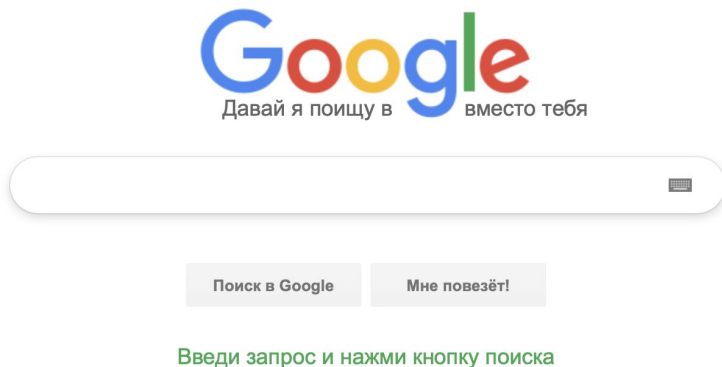 Google
Давай я поищу в вместо тебя
Поиск в Google
Мне повезёт!
Введи запрос и нажми кнопку поиска